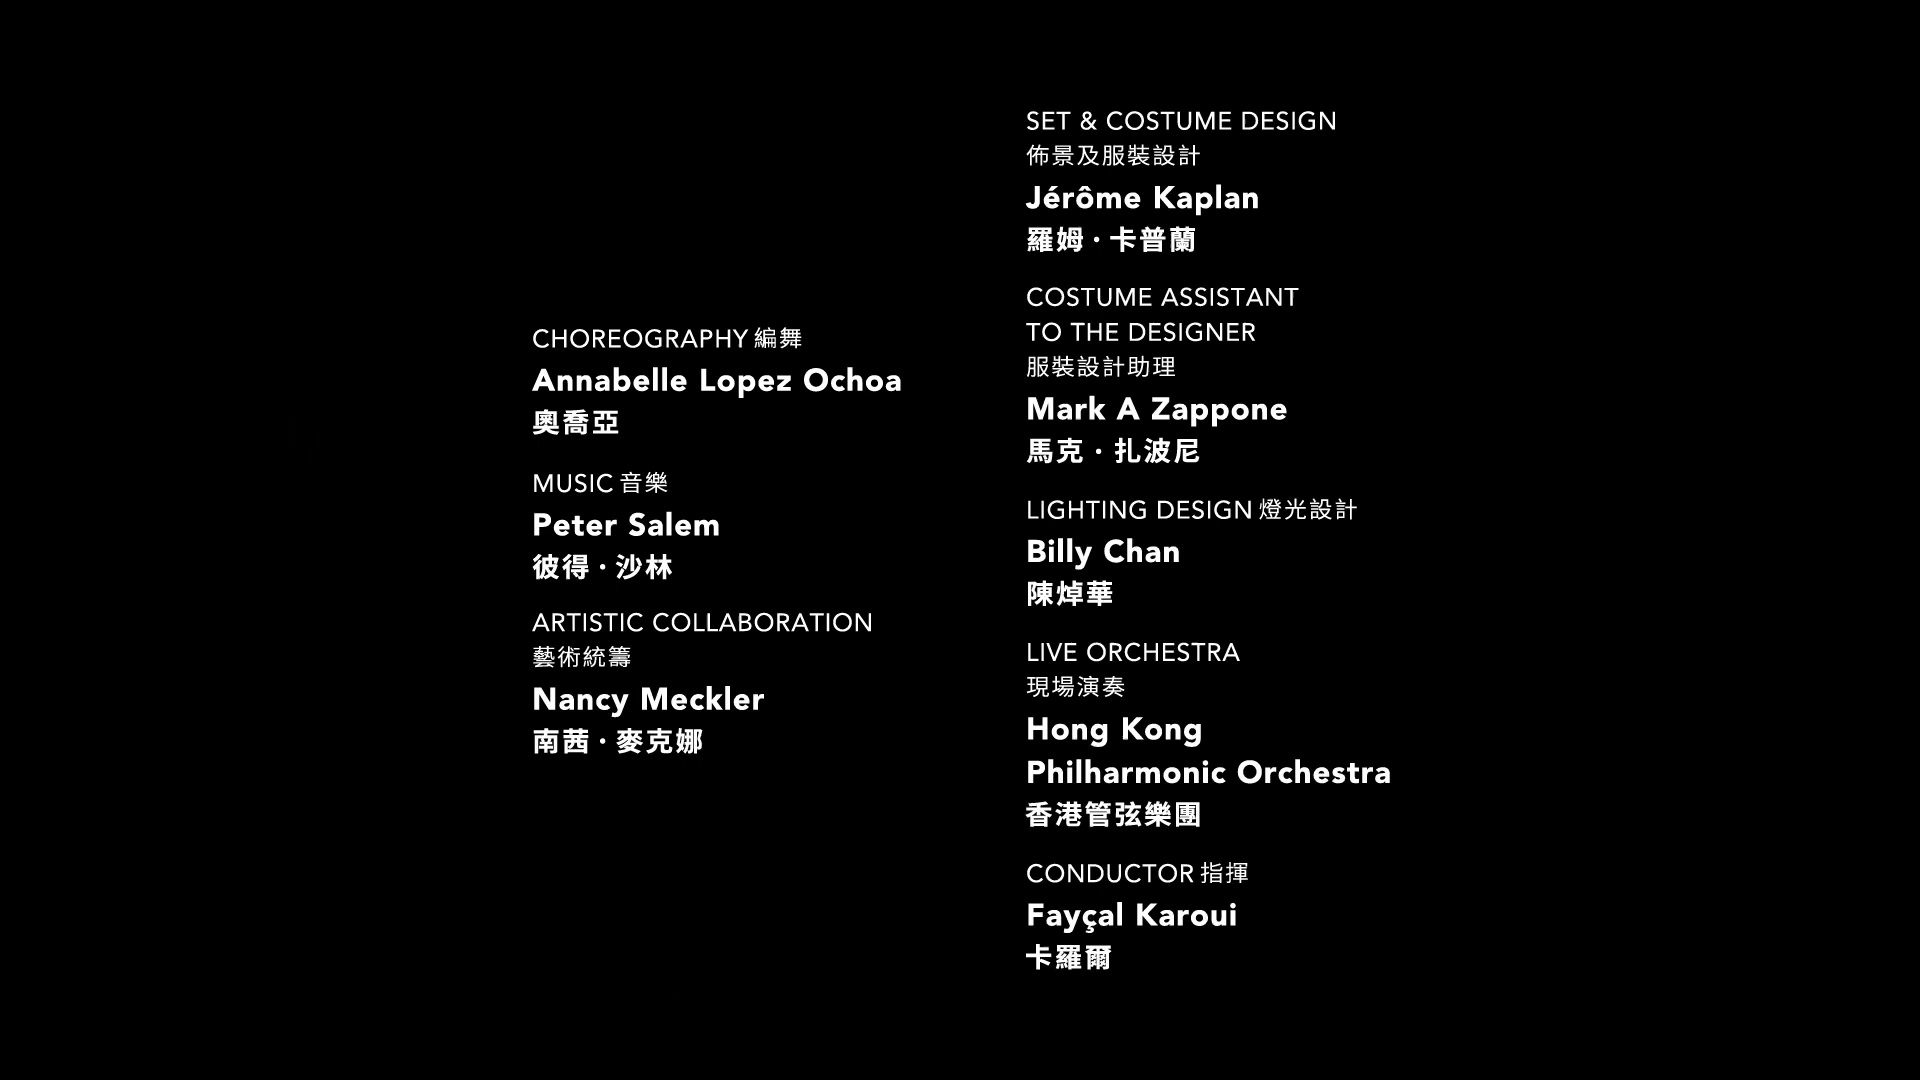 CHOREOGRAPHY 編舞
Annabelle Lopez Ochoa
奧喬亞
MUSIC 音樂
Peter Salem
彼得·沙林
ARTISTIC COLLABORATION
藝術統籌
Nancy Meckler
南茜·麥克娜
SET & COSTUME DESIGN
佈景及服裝設計
Jérôme Kaplan
羅姆·卡普蘭
COSTUME ASSISTANT
TO THE DESIGNER
服裝設計助理
Mark A Zappone
馬克·扎波尼
LIGHTING DESIGN 燈光設計
Billy Chan
陳焯華
LIVE ORCHESTRA
現場演奏
Hong Kong
Philharmonic Orchestra
香港管弦樂團
CONDUCTOR 指揮
Fayçal Karoui
卡羅爾